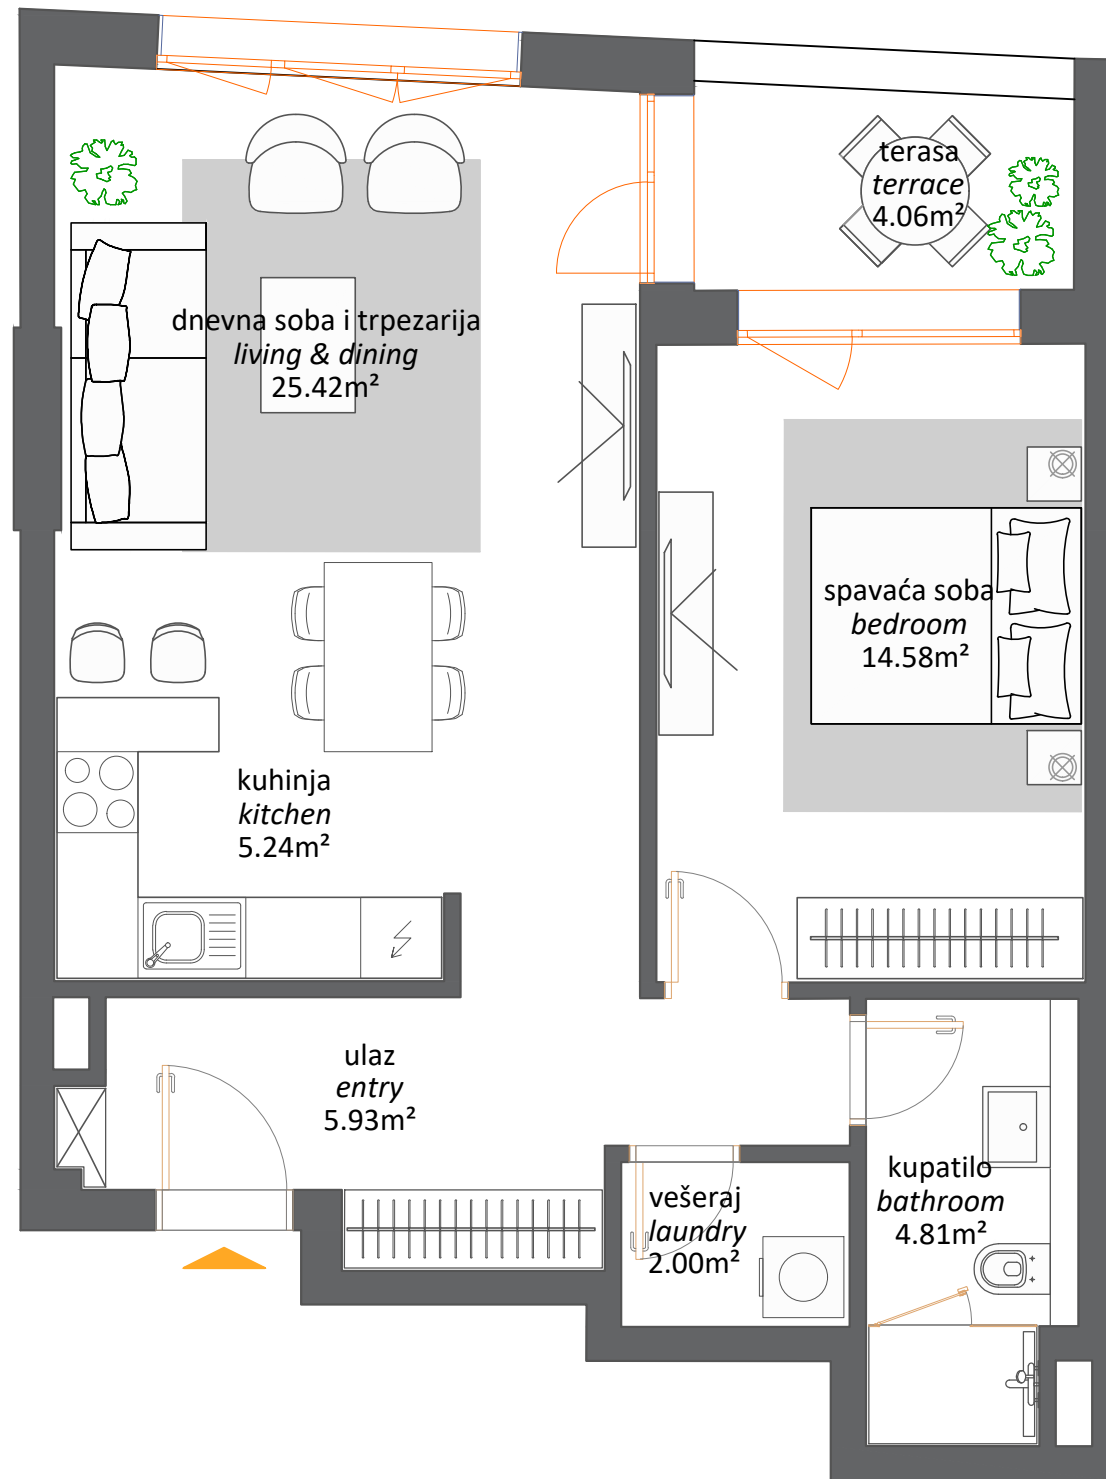 terasa
terrace
4.06m²
dnevna soba i trpezarija
living & dining
25.42m²
spavaća soba
bedroom
14.58m²
kuhinja
kitchen
5.24m²
ulaz
entry
5.93m²
vešeraj
laundry
2.00m²
kupatilo
bathroom
4.81m²